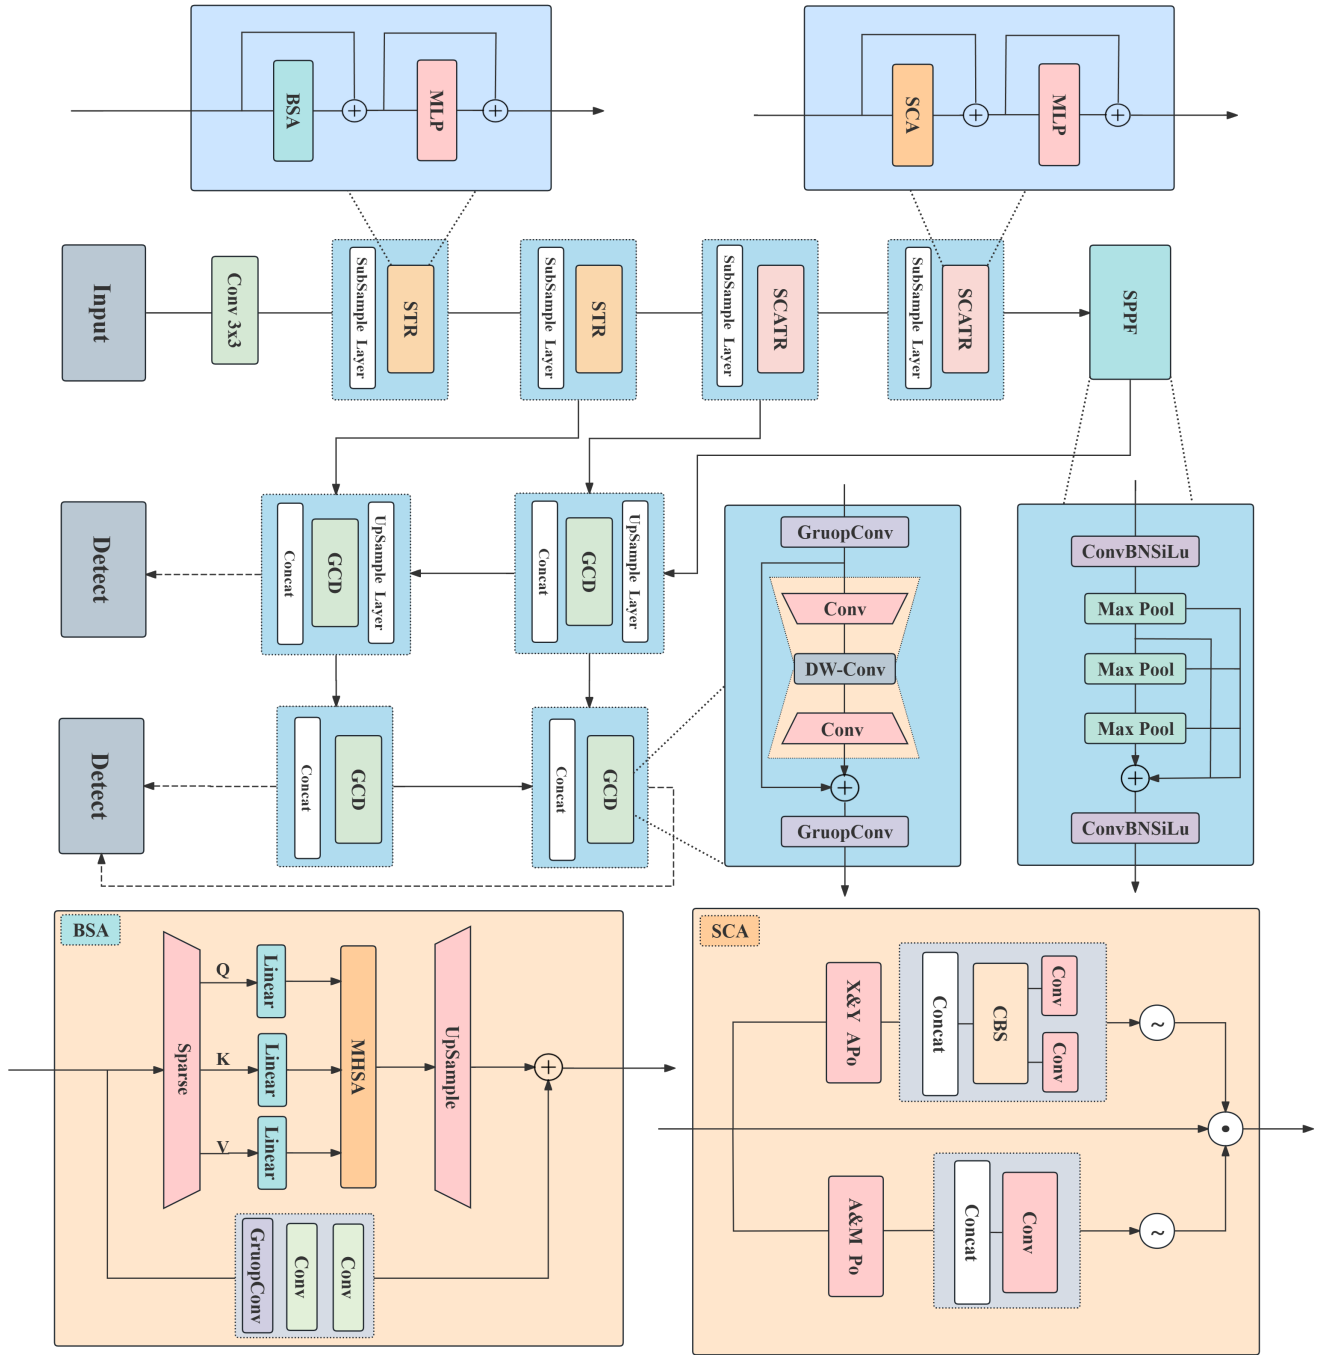 BSA
MLP
SCA
MLP
Input
Conv 3x3
SubSample Layer
STR
SubSample Layer
STR
SubSample Layer
SCATR
SubSample Layer
SCATR
SPPF
Detect
Concat
GCD
UpSample Layer
Concat
GCD
UpSample Layer
Detect
Concat
GCD
Concat
GCD
GruopConv
Conv
DW-Conv
Conv
GruopConv
ConvBNSiLu
Max Pool
Max Pool
Max Pool
ConvBNSiLu
BSA
Sparse
Q
K
V
Linear
Linear
Linear
MHSA
UpSample
GruopConv
Conv
Conv
SCA
X&Y APo
Concat
CBS
Conv
Conv
~
A&M Po
Concat
Conv
~